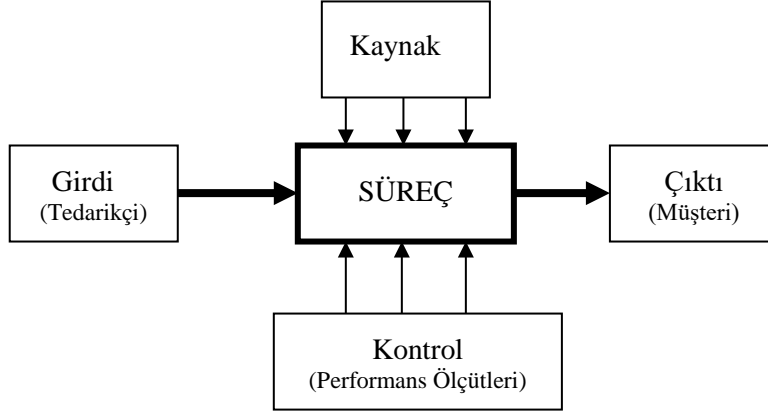 Kaynak
Girdi
(Tedarikçi)
SÜREÇ
Çıktı
(Müşteri)
Kontrol
(Performans Ölçütleri)